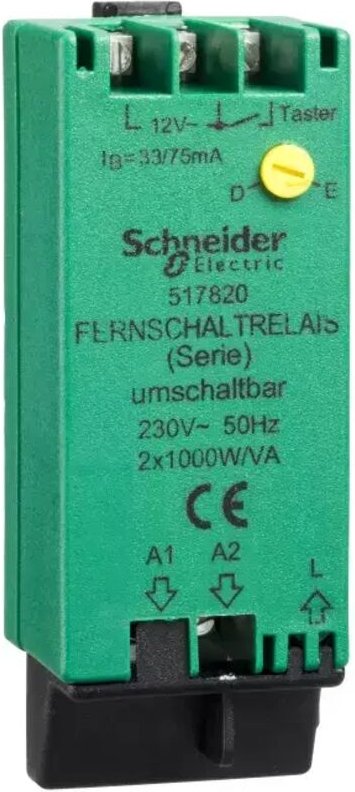 L 12V~ Taster
IB=33/75mA
D E
Schneider
Electric
517820
FERNSCHALTRELAIS
(Serie)
umschaltbar
230V~ 50Hz
2x1000W/VA
CE
A1 A2 L